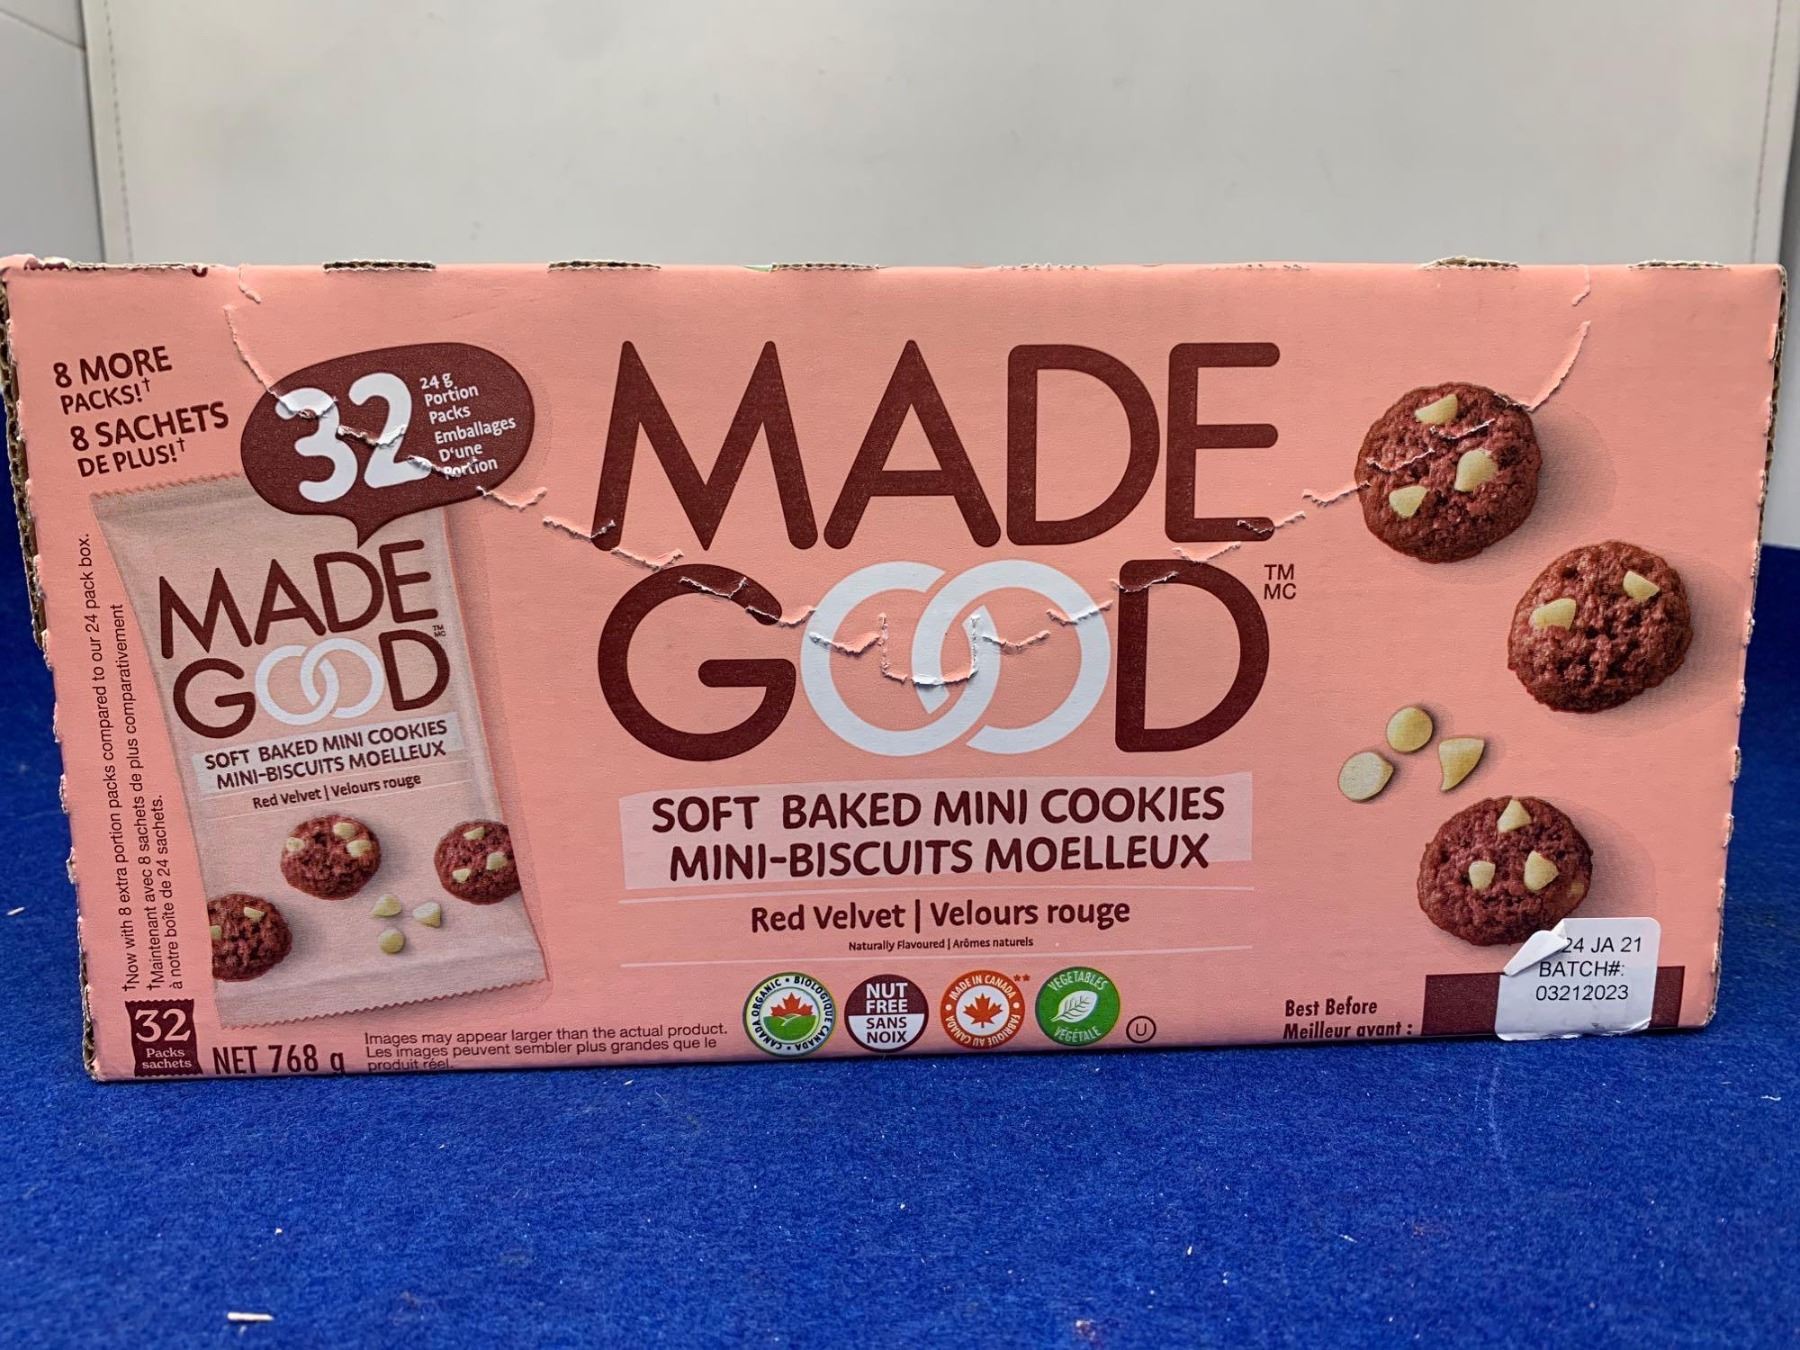 8 MORE
PACKS!†
8 SACHETS
DE PLUS!†
32
24 g
Portion
Packs
Emballages
D'une
Portion
MADE
GOOD
TM
MC
SOFT BAKED MINI COOKIES
MINI-BISCUITS MOELLEUX
Red Velvet | Velours rouge
†Now with 8 extra portion packs compared to our 24 pack box.
†Maintenant avec 8 sachets de plus comparativement
à notre boîte de 24 sachets.
32
Packs
sachets
NET 768 g
Images may appear larger than the actual product.
Les images peuvent sembler plus grandes que le
produit réel.
MADE
GOOD
TM
MC
SOFT BAKED MINI COOKIES
MINI-BISCUITS MOELLEUX
Red Velvet | Velours rouge
Naturally Flavoured | Arômes naturels
CANADA ORGANIC • BIOLOGIQUE CANADA •
NUT
FREE
SANS
NOIX
MADE IN CANADA • FABRIQUÉ AU CANADA •
**
VEGETABLES
VÉGÉTALE
U
Best Before
Meilleur avant :
24 JA 21
BATCH#:
03212023